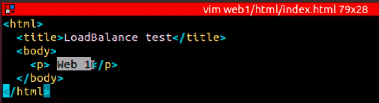 vim web1/html/index.html 79x28
<html>
  <title>LoadBalance test</title>
  <body>
    <p> Web 1</p>
  </body>
</html>